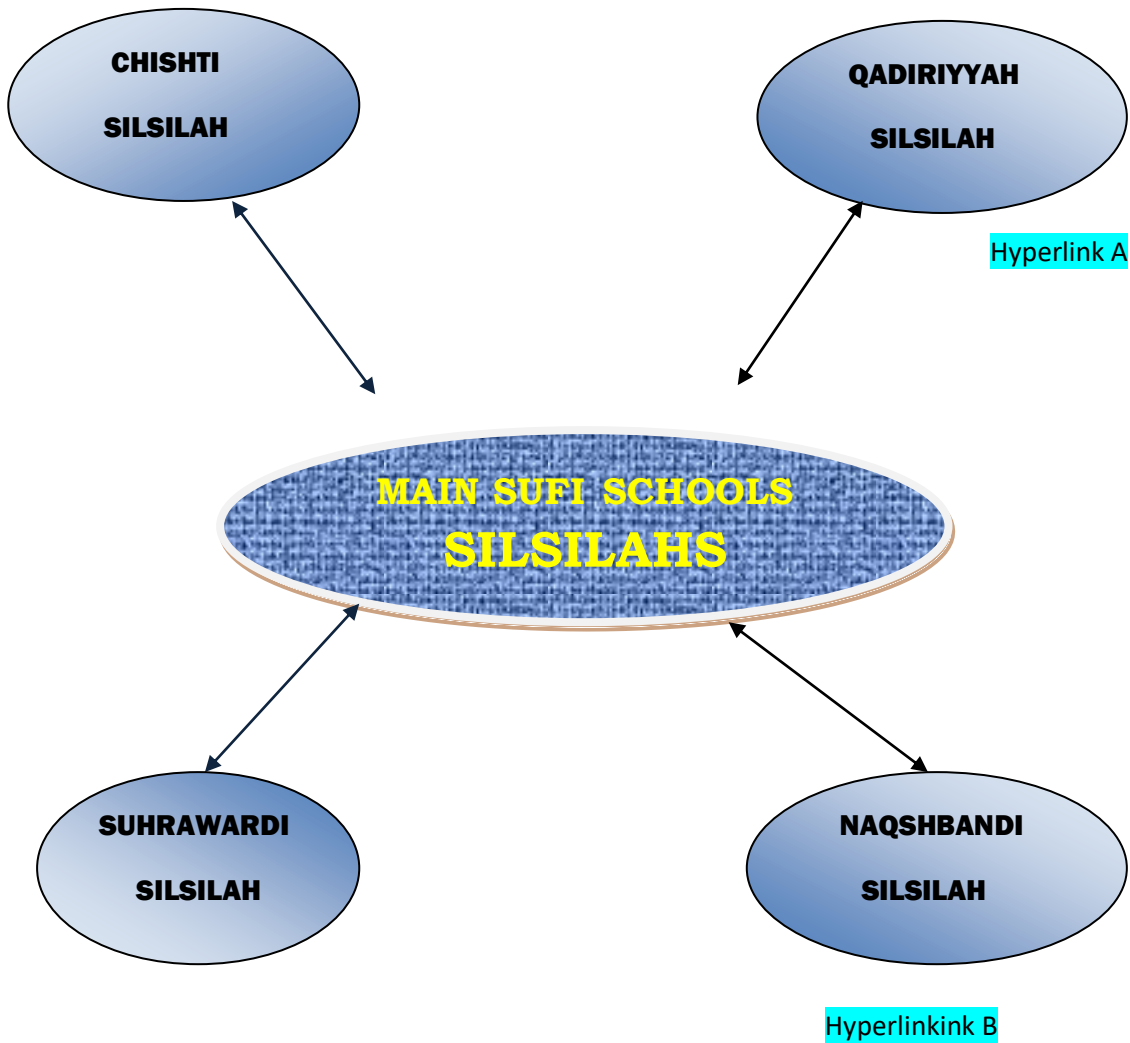 CHISHTI
SILSILAH
QADIRIYYAH
SILSILAH
Hyperlink A
MAIN SUFI SCHOOLS
SILSILAHS
SUHRAWARDI
SILSILAH
NAQSHBANDI
SILSILAH
Hyperlinkink B